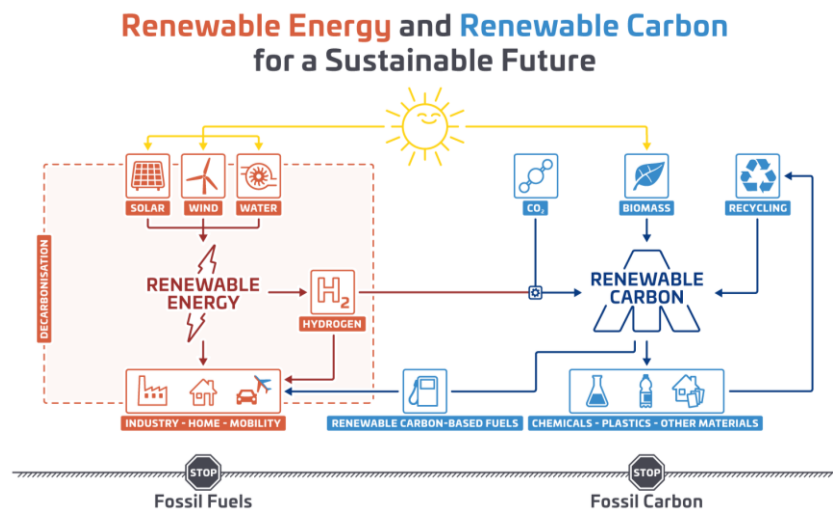 Renewable Energy and Renewable Carbon
for a Sustainable Future
SOLAR
WIND
WATER
CO₂
BIOMASS
RECYCLING
DECARBONISATION
RENEWABLE
ENERGY
H₂
HYDROGEN
RENEWABLE
CARBON
INDUSTRY - HOME - MOBILITY
RENEWABLE CARBON-BASED FUELS
CHEMICALS - PLASTICS - OTHER MATERIALS
STOP
Fossil Fuels
STOP
Fossil Carbon